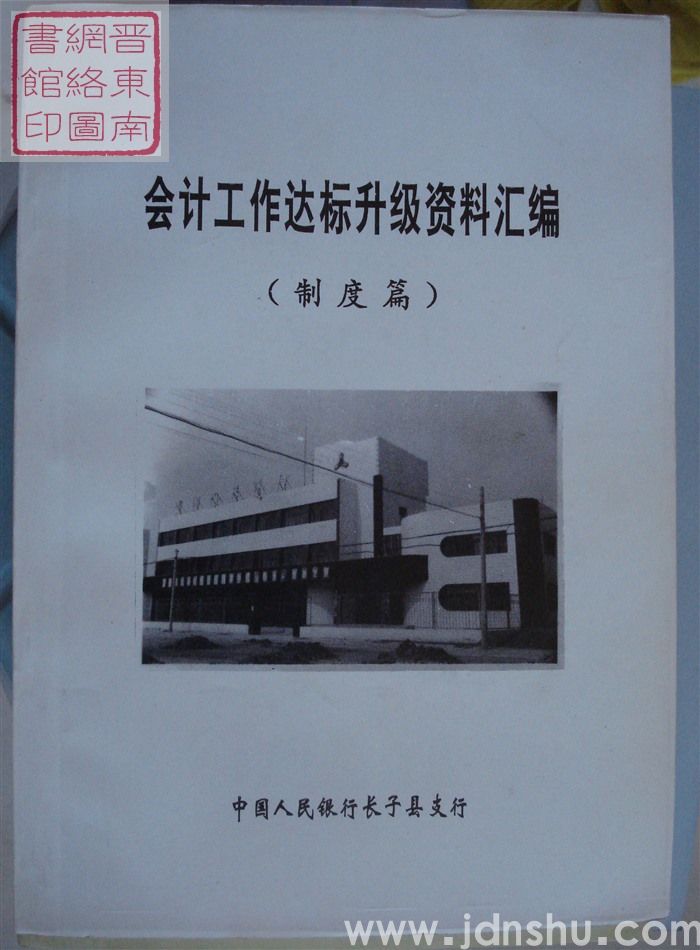 晋東南
網絡圖
書館印
会计工作达标升级资料汇编
（制度篇）
中国人民银行长子县支行
www.jdnshu.com